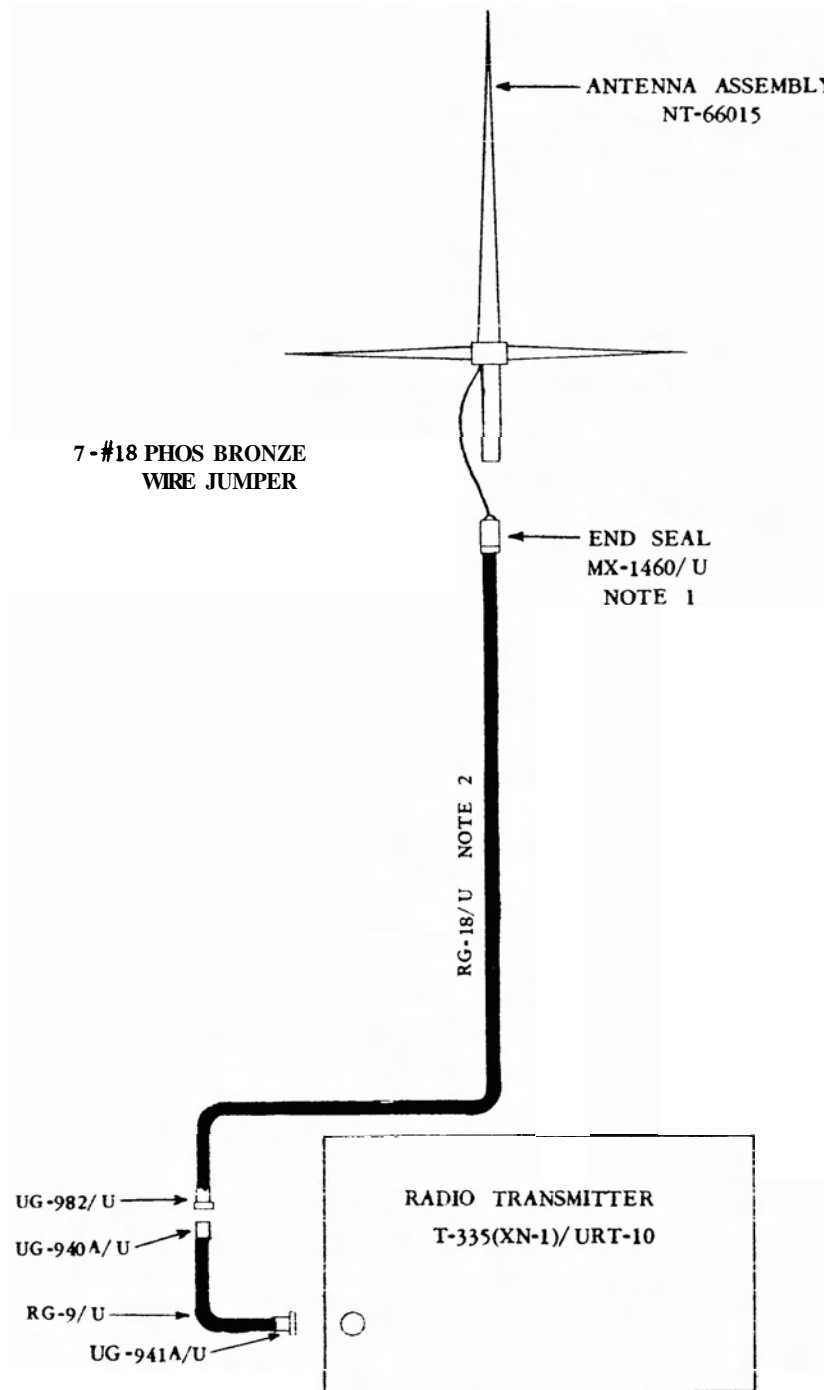 ANTENNA ASSEMBLY
NT-66015
7-#18 PHOS BRONZE
WIRE JUMPER
END SEAL
MX-1460/U
NOTE 1
RG-18/U NOTE 2
UG-982/U
UG-940A/U
RG-9/U
UG-941A/U
RADIO TRANSMITTER
T-335(XN-1)/URT-10